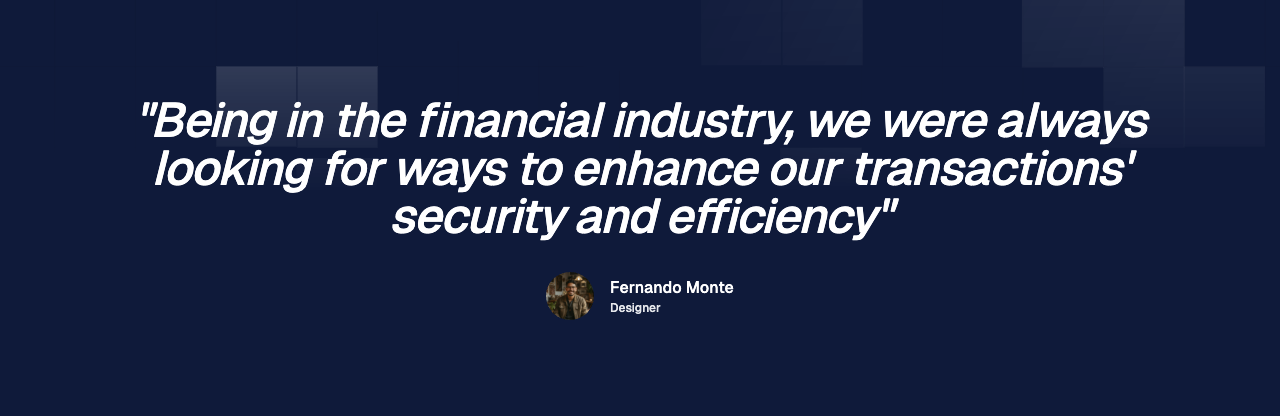 "Being in the financial industry, we were always
looking for ways to enhance our transactions'
security and efficiency"
Fernando Monte
Designer